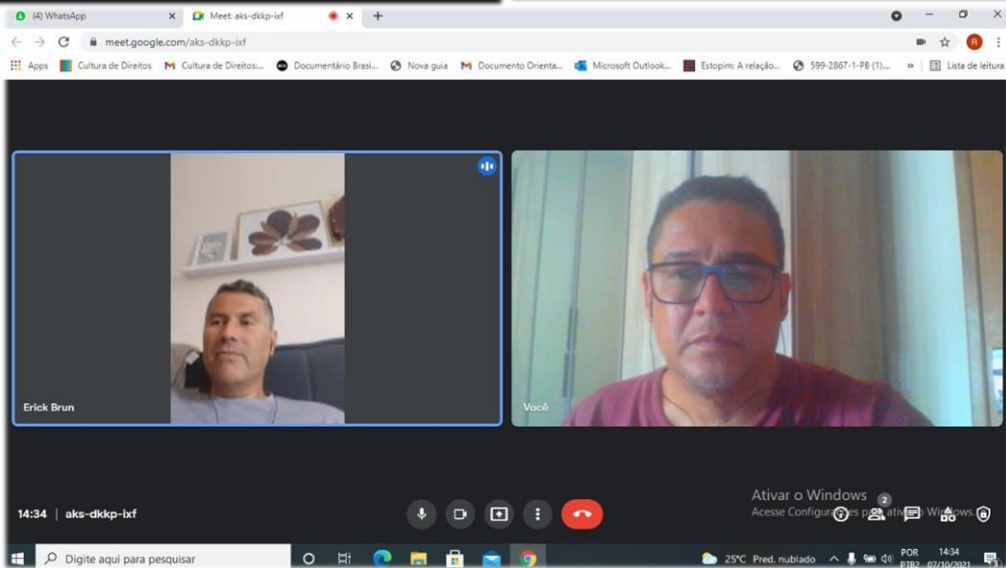 (4) WhatsApp
Meet: aks-dkkp-ixf
meet.google.com/aks-dkkp-ixf
R
Apps
Cultura de Direitos
Cultura de Direitos:...
Documentário Brasi...
Nova guia
Documento Orienta...
Microsoft Outlook...
Estopim: A relação...
599-2867-1-PB (1)....
»
Lista de leitura
Erick Brun
Você
14:34 | aks-dkkp-ixf
Ativar o Windows
2
Acesse Configurações para ativar o Windows.
Digite aqui para pesquisar
25°C Pred. nublado
POR
PTB2
14:34
07/10/2021